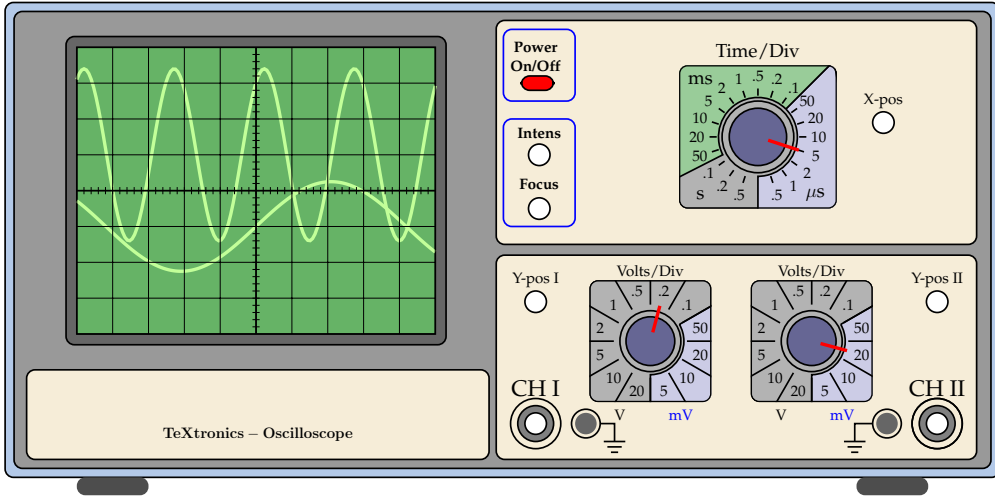 Power
On/Off
Intens
Focus
Time/Div
ms 1 .5 .2 .1
2
5
10
20
50
.1
.2
.5
s
50
20
10
5
2
1
.5
μs
X-pos
Y-pos I
Volts/Div
.5 .2
1 .1
2 50
5 20
10 10
20 5
V mV
CH I
Volts/Div
.5 .2
1 .1
2 50
5 20
10 10
20 5
V mV
Y-pos II
CH II
TeXtronics – Oscilloscope